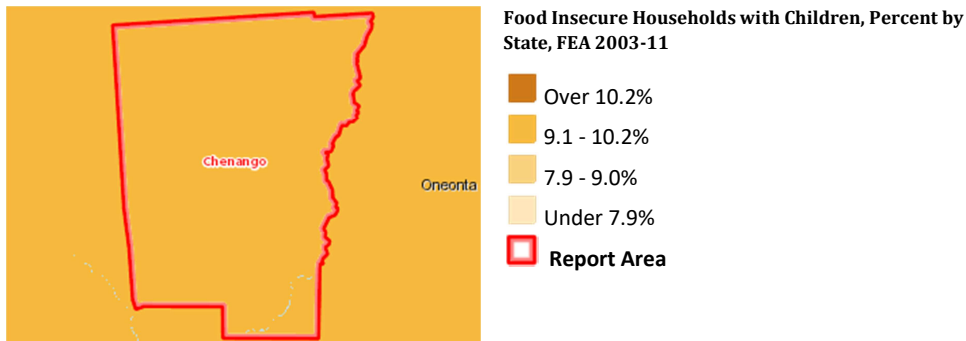 Food Insecure Households with Children, Percent by
State, FEA 2003-11
Over 10.2%
9.1 - 10.2%
7.9 - 9.0%
Under 7.9%
Report Area
Chenango
Oneonta